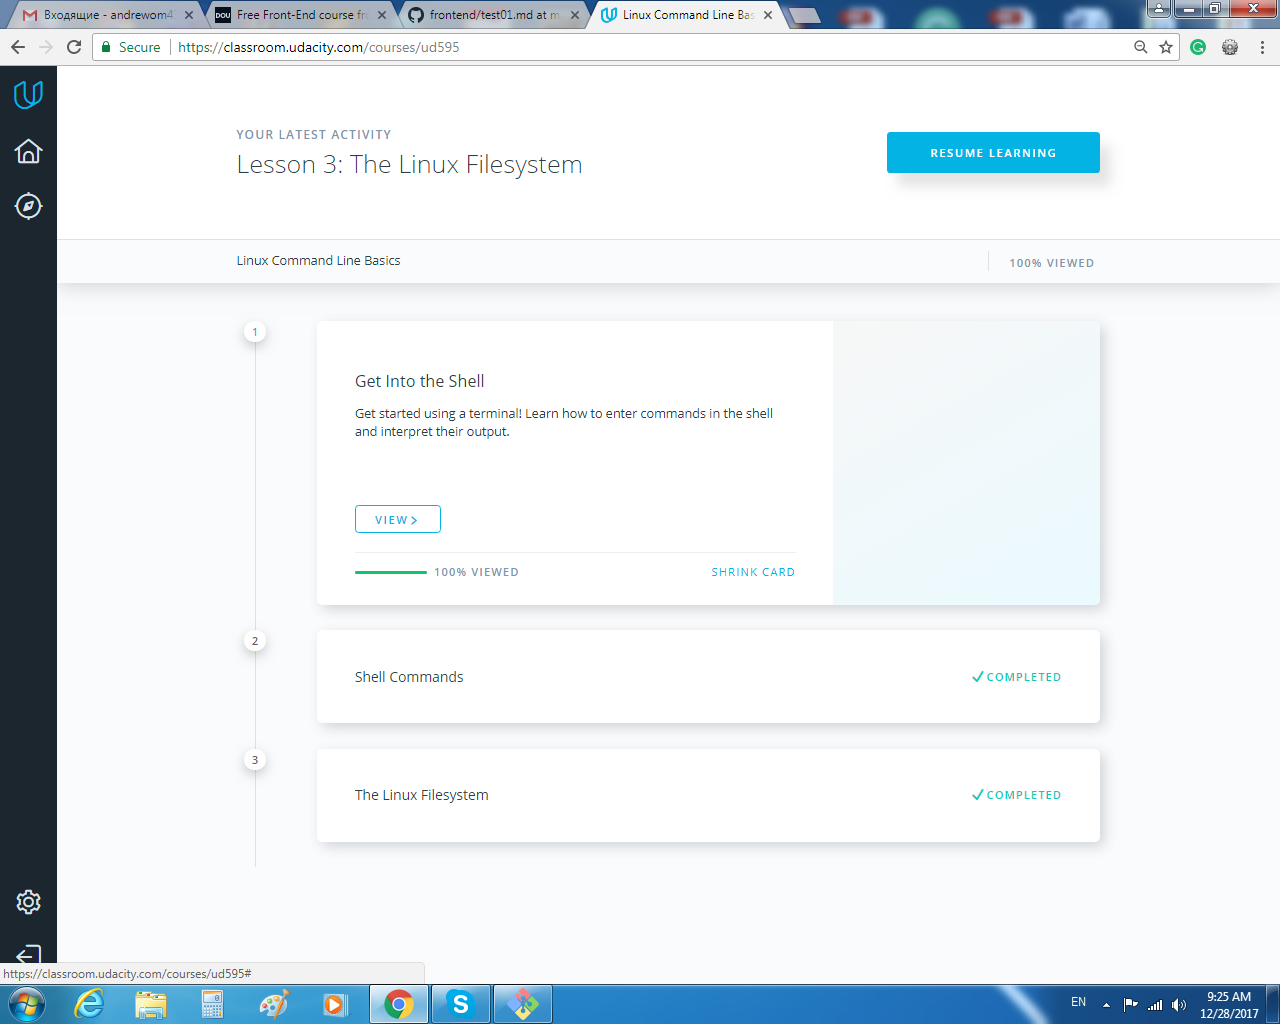 Входящие - andrewom4
DOU
Free Front-End course fr
frontend/test01.md at m
Linux Command Line Bas
Secure
https://classroom.udacity.com/courses/ud595
YOUR LATEST ACTIVITY
Lesson 3: The Linux Filesystem
RESUME LEARNING
Linux Command Line Basics
100% VIEWED
1
Get Into the Shell
Get started using a terminal! Learn how to enter commands in the shell
and interpret their output.
VIEW
100% VIEWED
SHRINK CARD
2
Shell Commands
COMPLETED
3
The Linux Filesystem
COMPLETED
https://classroom.udacity.com/courses/ud595#
EN
9:25 AM
12/28/2017